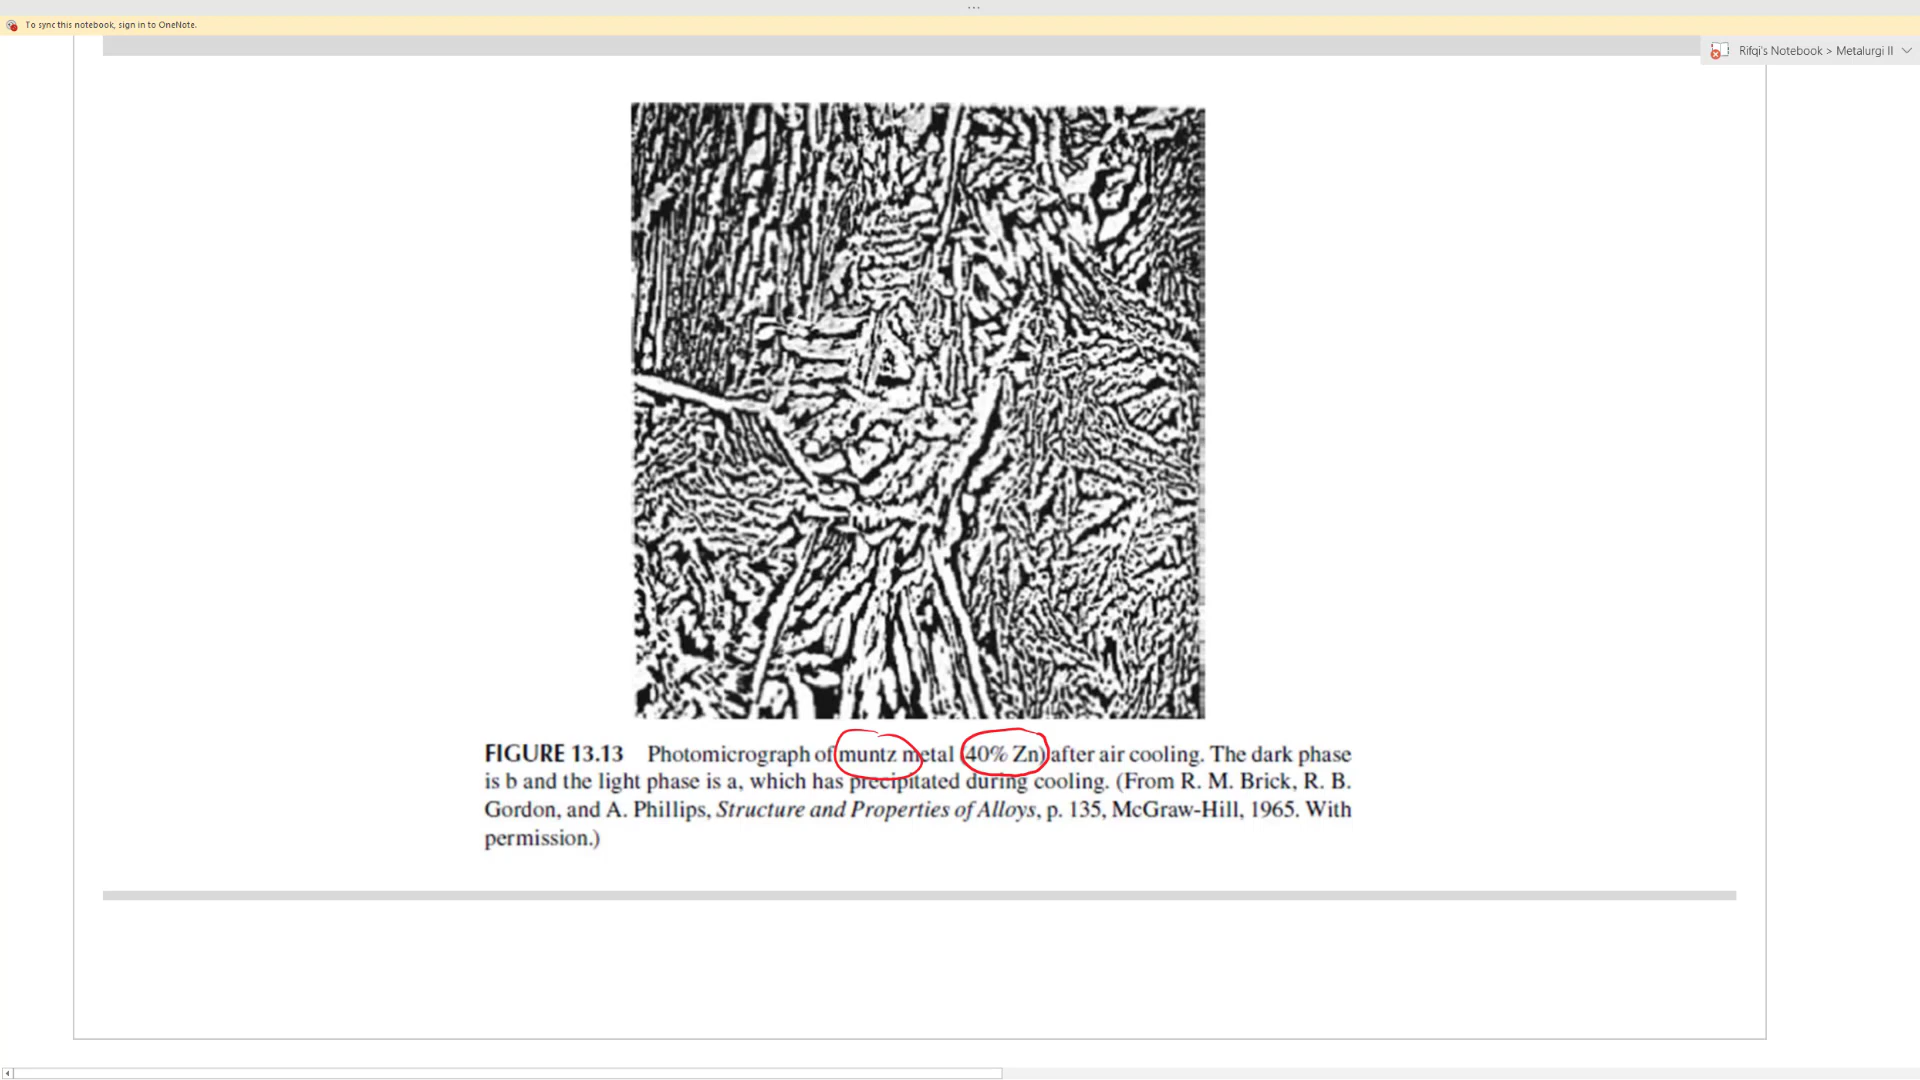 ...
To sync this notebook, sign in to OneNote.
Rifqi's Notebook > Metalurgi II
FIGURE 13.13 Photomicrograph of muntz metal (40% Zn) after air cooling. The dark phase
is b and the light phase is a, which has precipitated during cooling. (From R. M. Brick, R. B.
Gordon, and A. Phillips, Structure and Properties of Alloys, p. 135, McGraw-Hill, 1965. With
permission.)